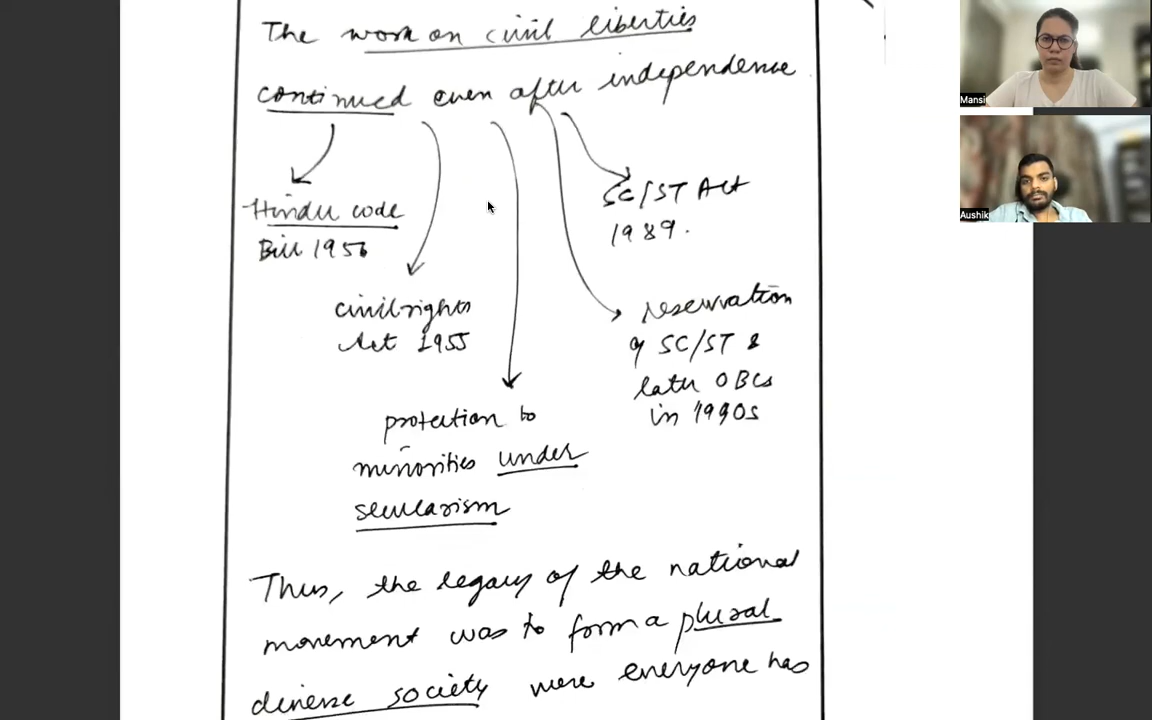 The work on civil liberties
continued even after independence
Hindu code
Bill 1956
civil rights
Act 1955
protection to
minorities under
secularism
SC/ST Act
1989.
reservation
of SC/ST &
later OBCs
in 1990s
Thus, the legacy of the national
movement was to form a plural
diverse society were everyone has
Mansi
Aushik